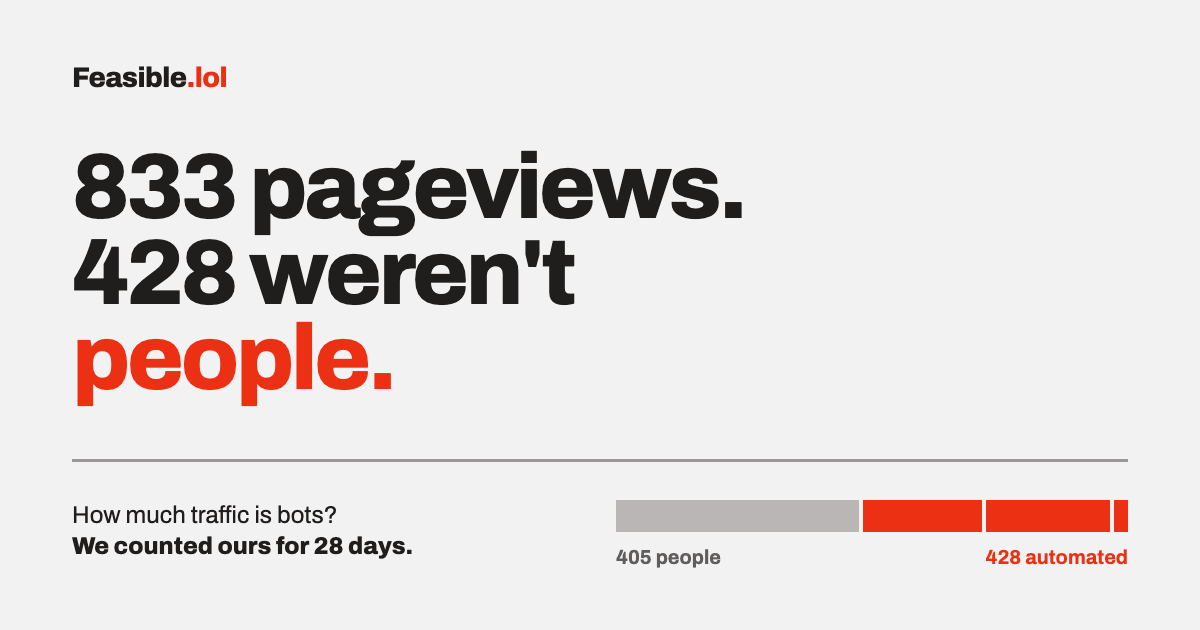 Feasible.lol
833 pageviews.
428 weren't
people.
How much traffic is bots?
We counted ours for 28 days.
405 people
428 automated